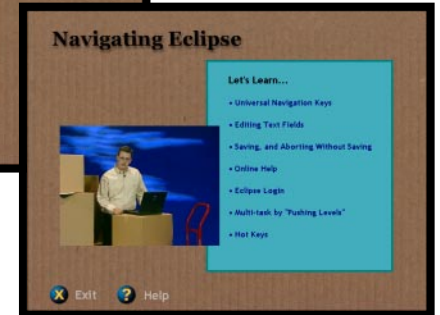 Navigating Eclipse
Let's Learn...
• Universal Navigation Keys
• Editing Text Fields
• Saving, and Aborting Without Saving
• Online Help
• Eclipse Login
• Multi-task by "Pushing Levels"
• Hot Keys
X Exit ? Help